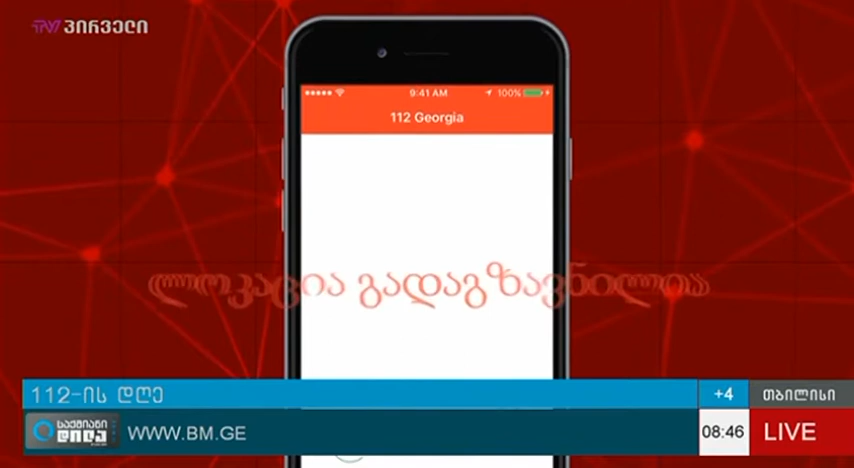 TV პირველი
9:41 AM
100%
112 Georgia
ლოკაცია გადაგზავნილია
112-ის დღე
+4
თბილისი
საქმიანი
დილა
WWW.BM.GE
08:46
LIVE